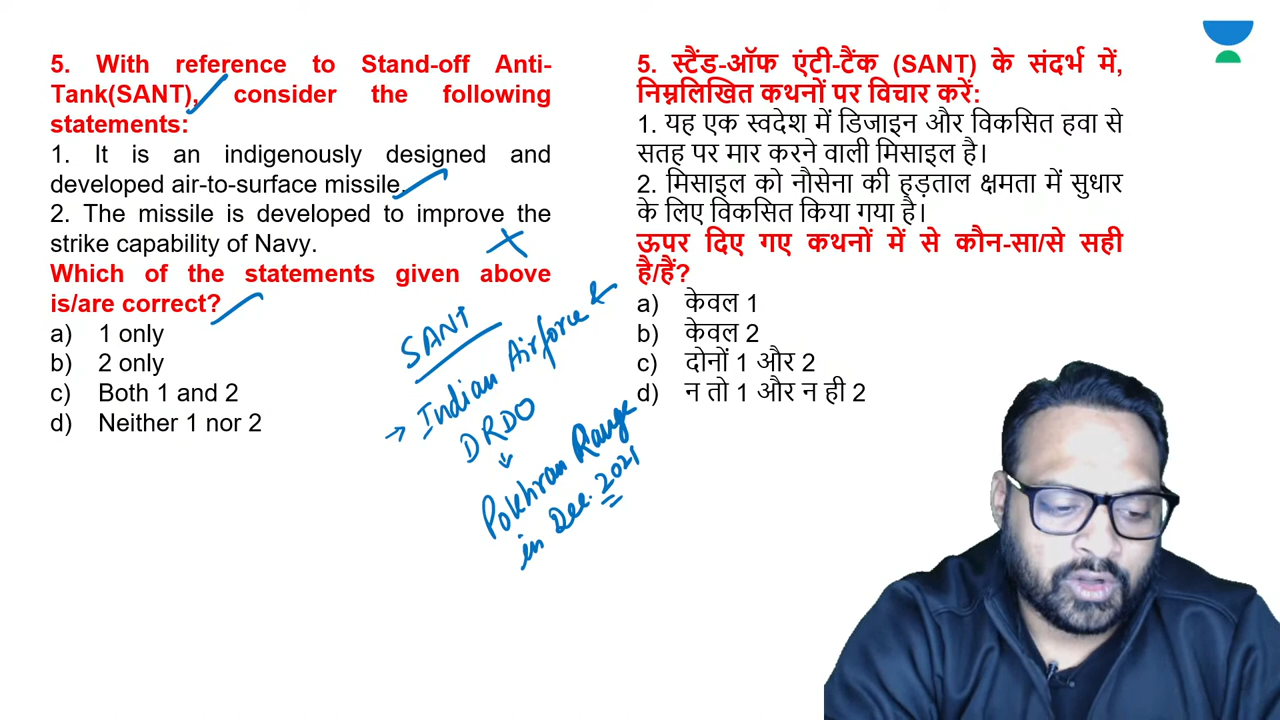 5. With reference to Stand-off Anti-
Tank(SANT), consider the following
statements:
1. It is an indigenously designed and
developed air-to-surface missile.
2. The missile is developed to improve the
strike capability of Navy.
Which of the statements given above
is/are correct?
a) 1 only
b) 2 only
c) Both 1 and 2
d) Neither 1 nor 2
SANT
→ Indian Airforce &
DRDO
Pokhran Range
in Dec. 2021
5. स्टैंड-ऑफ एंटी-टैंक (SANT) के संदर्भ में,
निम्नलिखित कथनों पर विचार करें:
1. यह एक स्वदेश में डिजाइन और विकसित हवा से
सतह पर मार करने वाली मिसाइल है।
2. मिसाइल को नौसेना की हड़ताल क्षमता में सुधार
के लिए विकसित किया गया है।
ऊपर दिए गए कथनों में से कौन-सा/से सही
है/हैं?
a) केवल 1
b) केवल 2
c) दोनों 1 और 2
d) न तो 1 और न ही 2